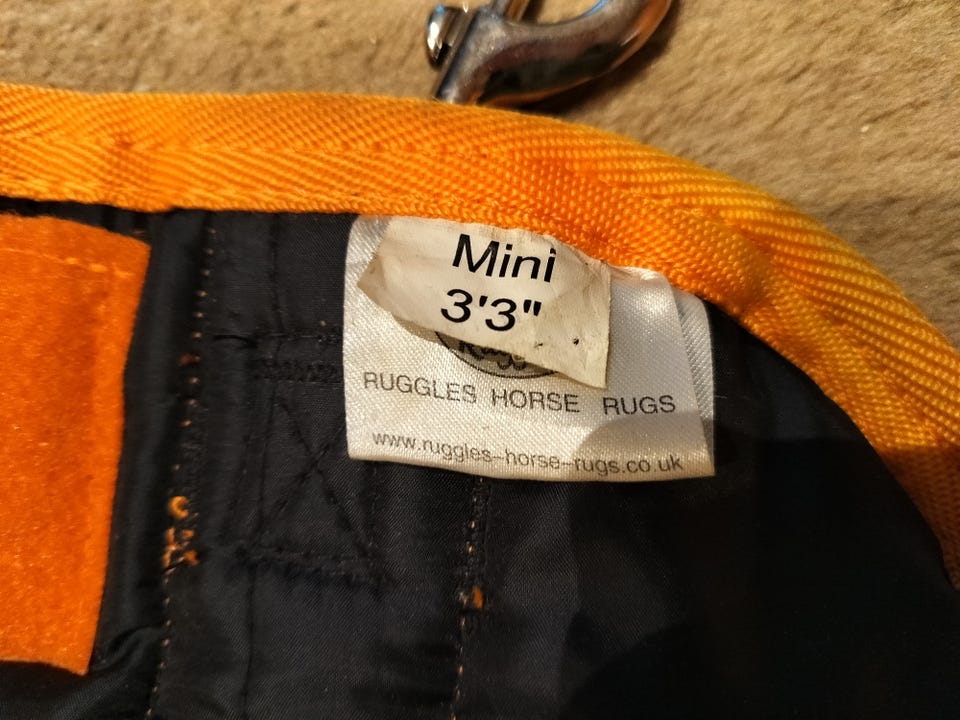 Mini
3'3"
RUGGLES HORSE RUGS
www.ruggles-horse-rugs.co.uk